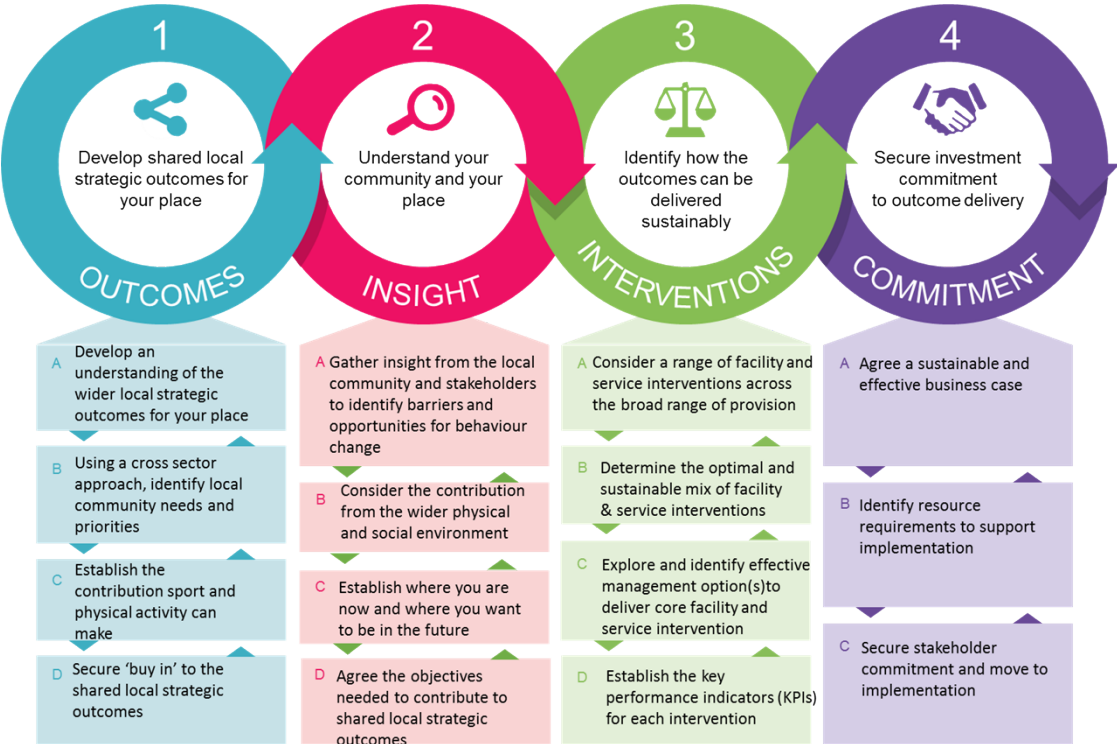 1
Develop shared local
strategic outcomes for
your place
OUTCOMES
2
Understand your
community and your
place
INSIGHT
3
Identify how the
outcomes can be
delivered
sustainably
INTERVENTIONS
4
Secure investment
commitment
to outcome delivery
COMMITMENT
A Develop an
understanding of the
wider local strategic
outcomes for your place
B Using a cross sector
approach, identify local
community needs and
priorities
C Establish the
contribution sport and
physical activity can
make
D Secure ‘buy in’ to the
shared local strategic
outcomes
A Gather insight from the local
community and stakeholders
to identify barriers and
opportunities for behaviour
change
B Consider the contribution
from the wider physical
and social environment
C Establish where you are
now and where you want
to be in the future
D Agree the objectives
needed to contribute to
shared local strategic
outcomes
A Consider a range of facility and
service interventions across
the broad range of provision
B Determine the optimal and
sustainable mix of facility
& service interventions
C Explore and identify effective
management option(s)to
deliver core facility and
service intervention
D Establish the key
performance indicators (KPIs)
for each intervention
A Agree a sustainable and
effective business case
B Identify resource
requirements to support
implementation
C Secure stakeholder
commitment and move to
implementation